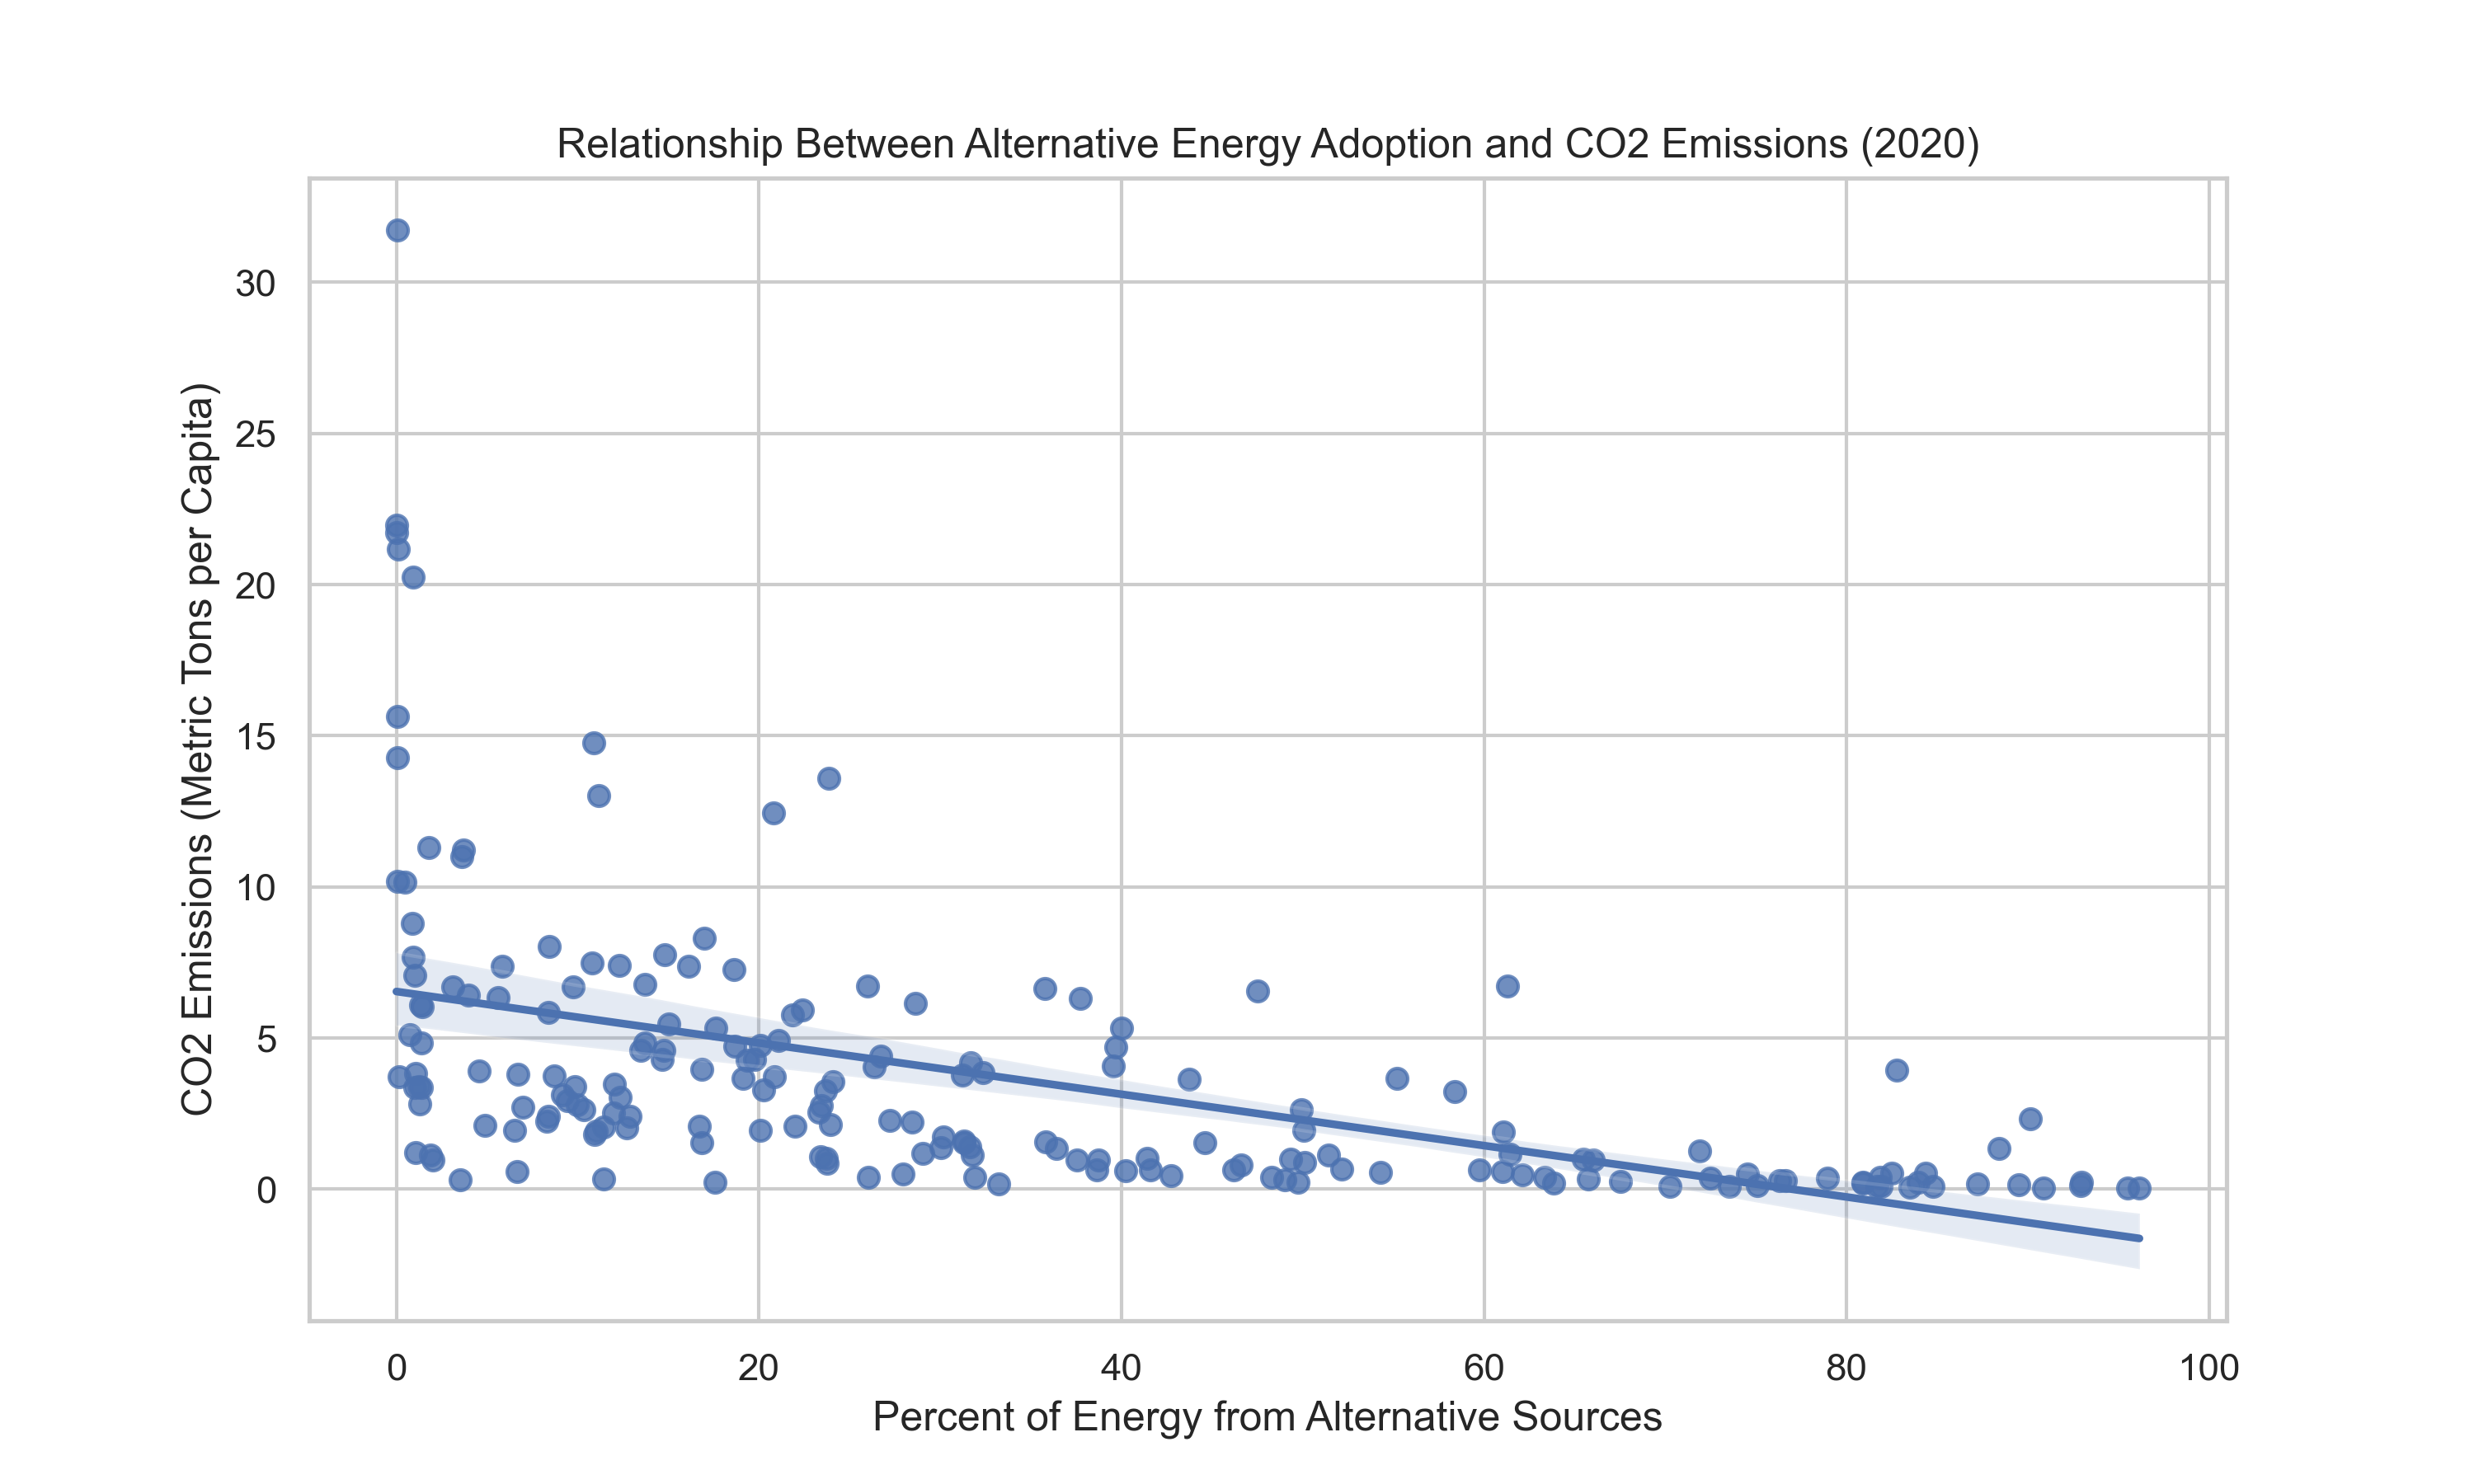 Relationship Between Alternative Energy Adoption and CO2 Emissions (2020)
CO2 Emissions (Metric Tons per Capita)
30
25
20
15
10
5
0
0 20 40 60 80 100
Percent of Energy from Alternative Sources